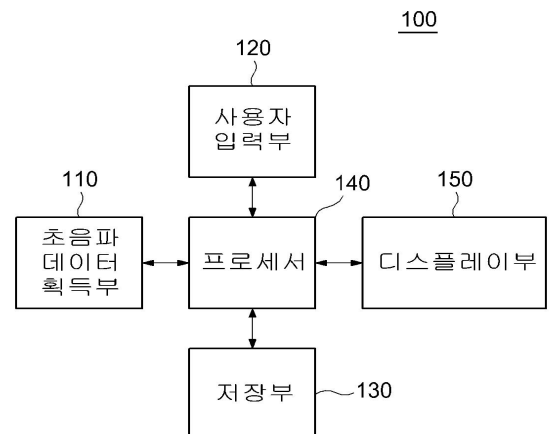 100
120
사용자
입력부
110
140
150
초음파
데이터
획득부
프로세서
디스플레이부
저장부
130